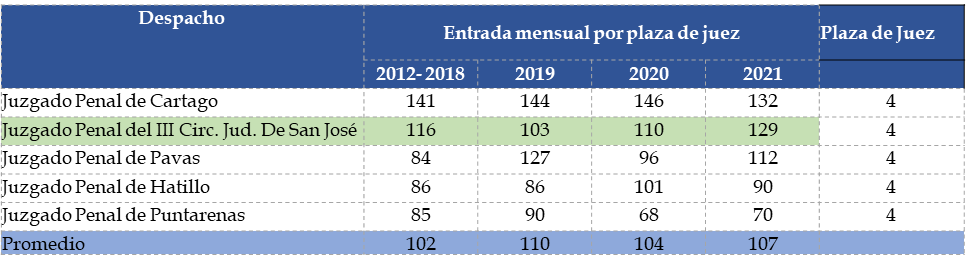 Despacho Entrada mensual por plaza de juez Plaza de Juez
2012- 2018 2019 2020 2021
Juzgado Penal de Cartago 141 144 146 132 4
Juzgado Penal del III Circ. Jud. De San José 116 103 110 129 4
Juzgado Penal de Pavas 84 127 96 112 4
Juzgado Penal de Hatillo 86 86 101 90 4
Juzgado Penal de Puntarenas 85 90 68 70 4
Promedio 102 110 104 107